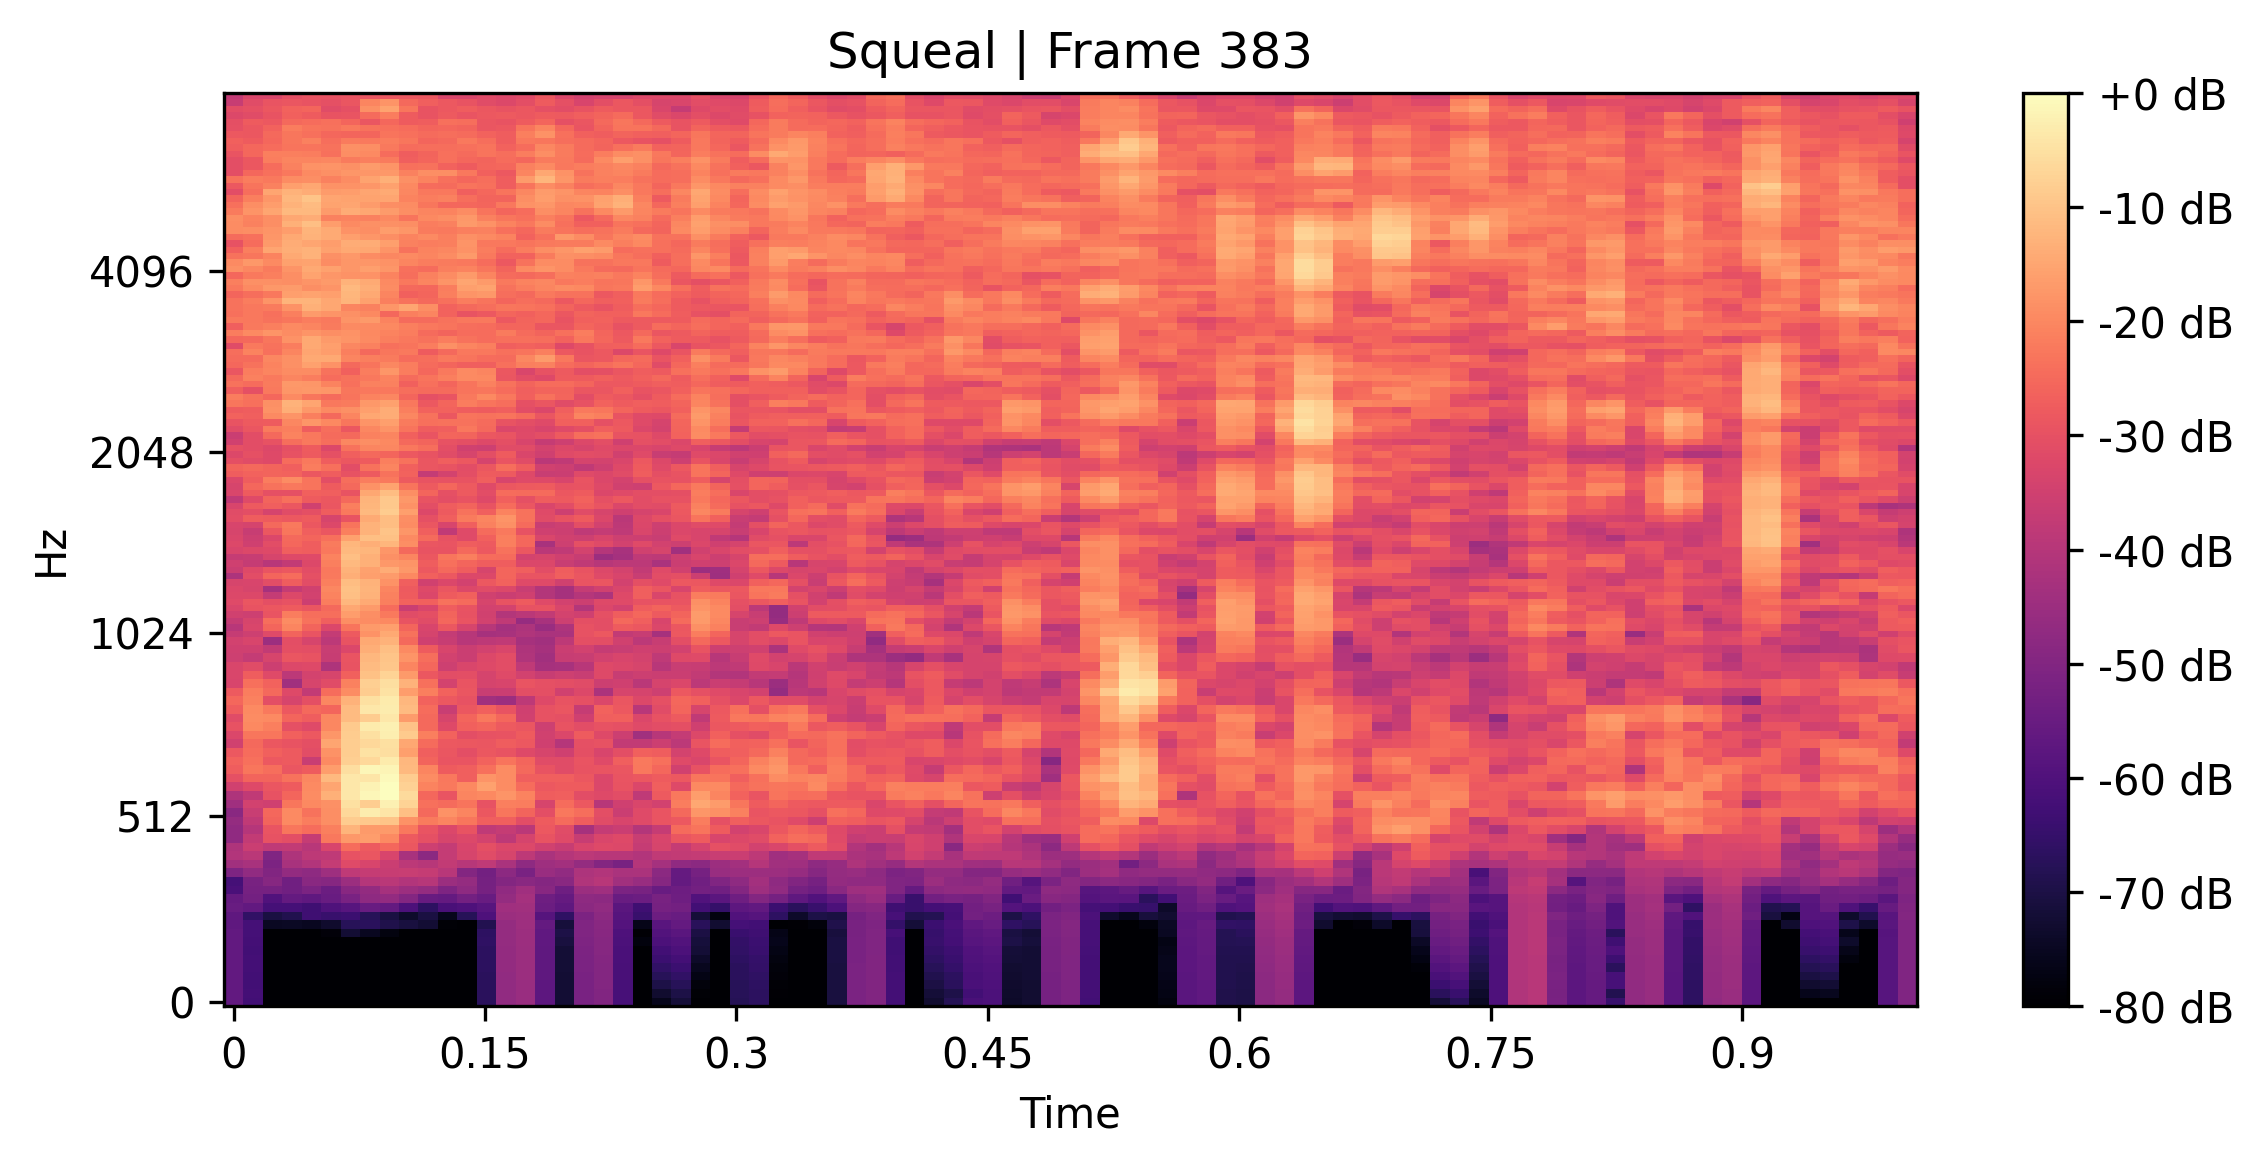 Squeal | Frame 383
+0 dB
-10 dB
-20 dB
-30 dB
-40 dB
-50 dB
-60 dB
-70 dB
-80 dB
Hz
4096
2048
1024
512
0
0 0.15 0.3 0.45 0.6 0.75 0.9
Time